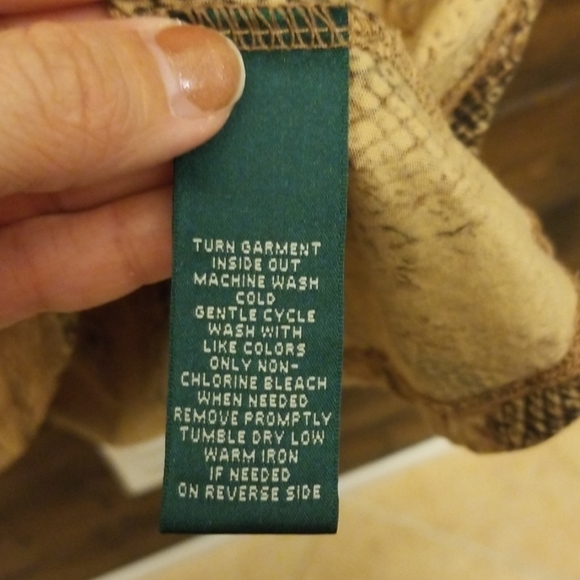 TURN GARMENT
INSIDE OUT
MACHINE WASH
COLD
GENTLE CYCLE
WASH WITH
LIKE COLORS
ONLY NON-
CHLORINE BLEACH
WHEN NEEDED
REMOVE PROMPTLY
TUMBLE DRY LOW
WARM IRON
IF NEEDED
ON REVERSE SIDE